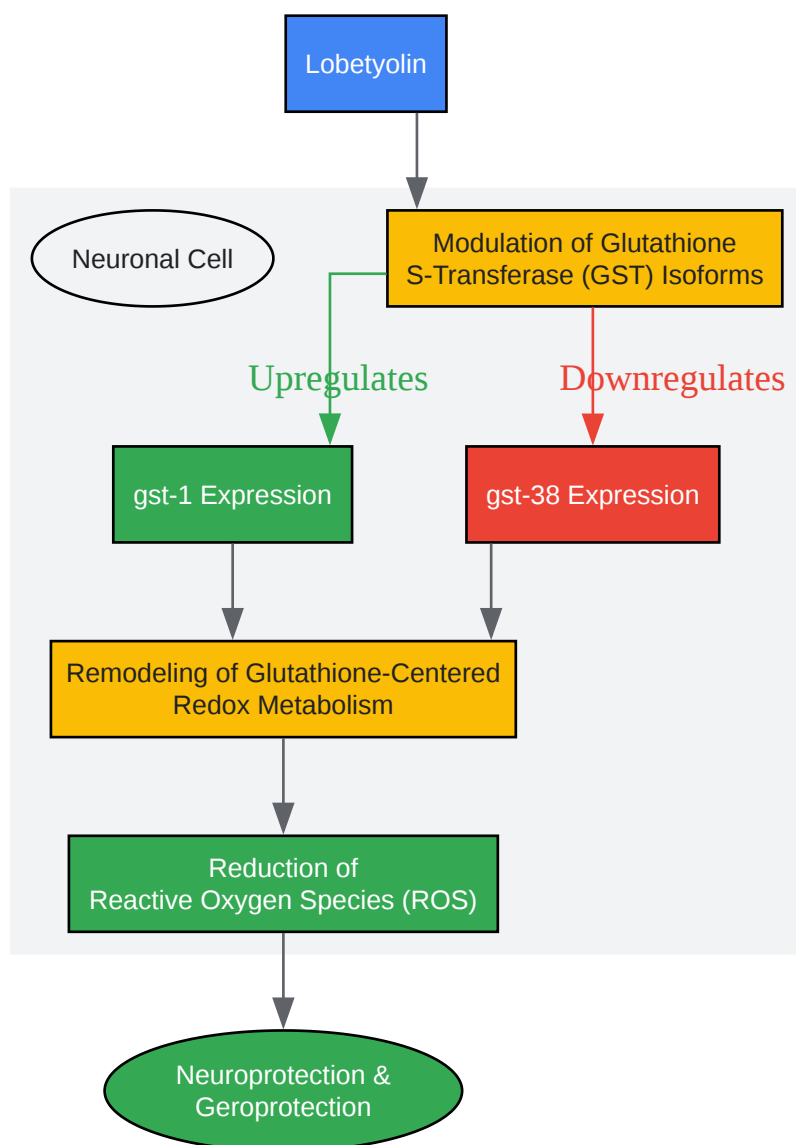 Lobetyolin
Neuronal Cell
Modulation of Glutathione
S-Transferase (GST) Isoforms
Upregulates
Downregulates
gst-1 Expression
gst-38 Expression
Remodeling of Glutathione-Centered
Redox Metabolism
Reduction of
Reactive Oxygen Species (ROS)
Neuroprotection &
Geroprotection